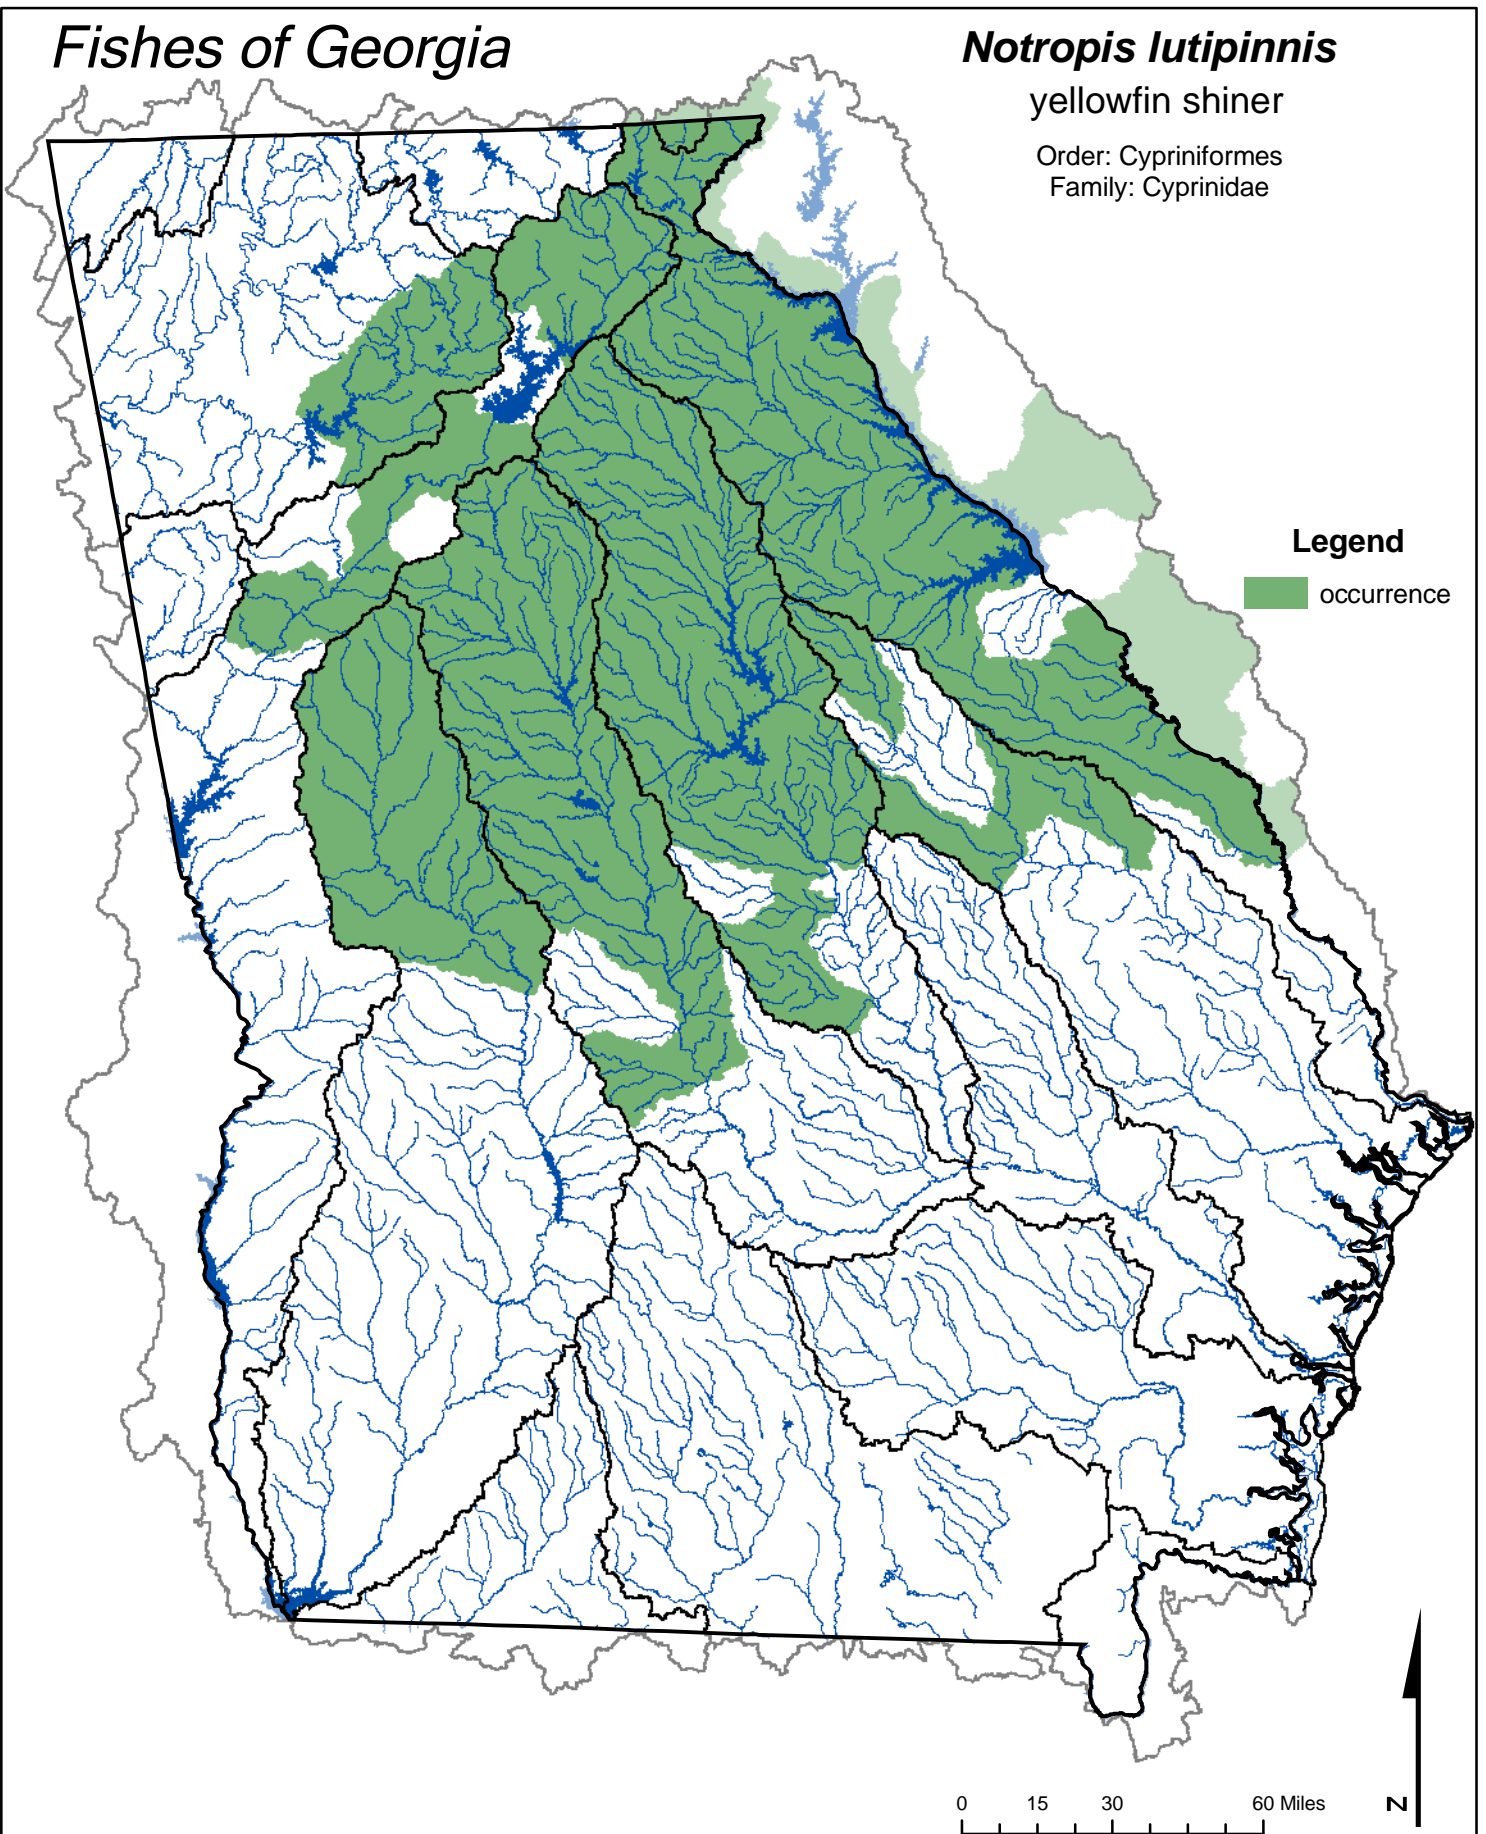 Fishes of Georgia
Notropis lutipinnis
yellowfin shiner
Order: Cypriniformes
Family: Cyprinidae
Legend
occurrence
0 15 30 60 Miles
N